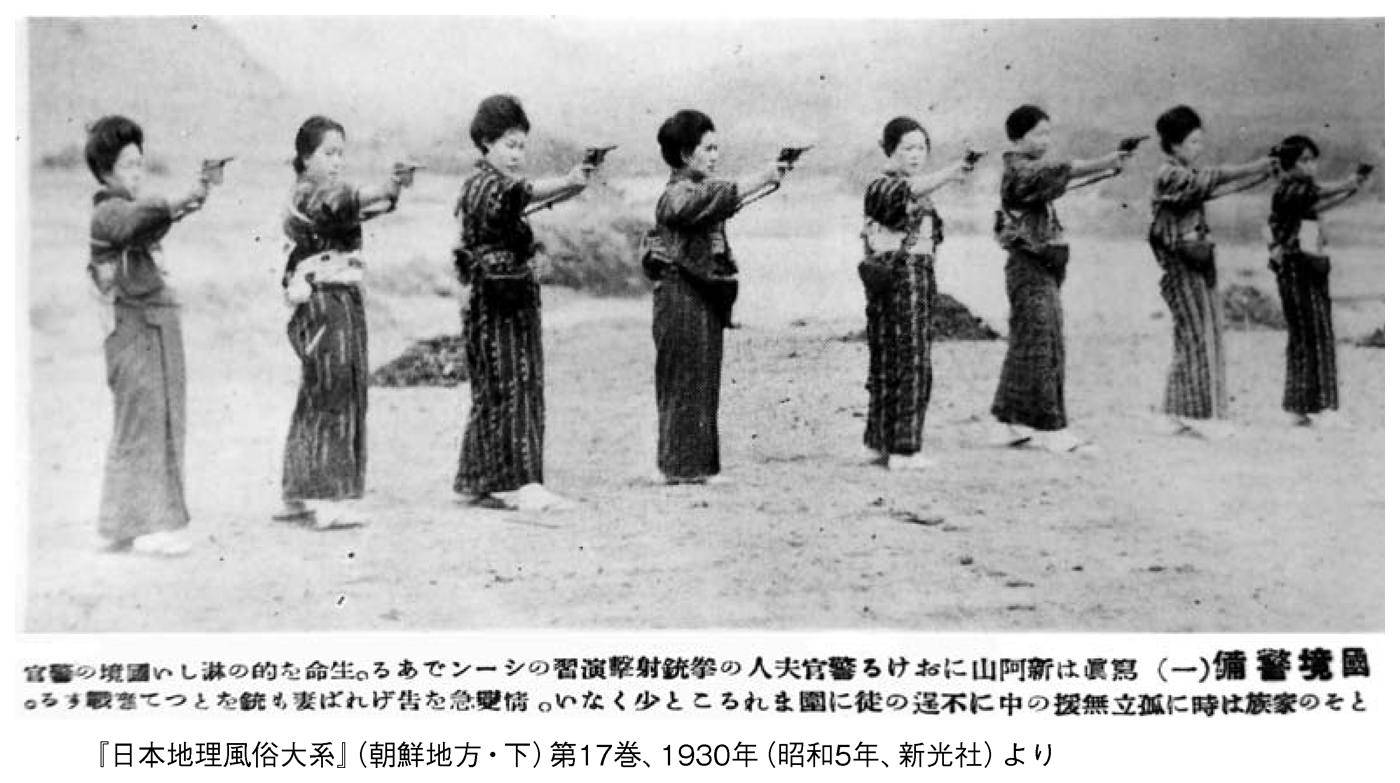 國境警備(一) 寫眞は新阿山における警官夫人の拳銃射撃演習のシーンである。生命を的の淋しい國境の警官
とその家族は時に孤立無援の中に不逞の徒に圍まれること少くない。情變急を告げれば妻も銃をとつて奮戰する。
『日本地理風俗大系』（朝鮮地方・下）第17巻、1930年（昭和5年、新光社）より